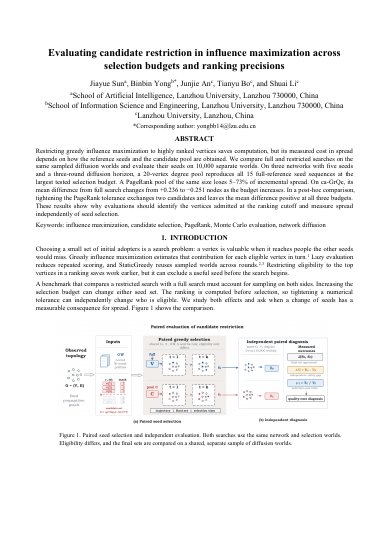 Evaluating candidate restriction in influence maximization across
selection budgets and ranking precisions
Jiayue Sunᵃ, Binbin Yongᵇ*, Junjie Anᶜ, Tianyu Boᶜ, and Shuai Liᶜ
ᵃSchool of Artificial Intelligence, Lanzhou University, Lanzhou 730000, China
ᵇSchool of Information Science and Engineering, Lanzhou University, Lanzhou 730000, China
ᶜLanzhou University, Lanzhou, China
*Corresponding author: yongbb14@lzu.edu.cn
ABSTRACT
Restricting greedy influence maximization to highly ranked vertices saves computation, but its measured cost in spread
depends on how the reference seeds and the candidate pool are obtained. We compare full and restricted searches on the
same sampled diffusion worlds and evaluate their seeds on 10,000 separate worlds. On three networks with five seeds
and a three-round diffusion horizon, a 20-vertex degree pool reproduces all 15 full-reference seed sequences at the
largest tested selection budget. A PageRank pool of the same size loses 5–73% of incremental spread. On ca-GrQc, its
mean difference from full search changes from +0.236 to −0.251 nodes as the budget increases. In a post-hoc comparison,
tightening the PageRank tolerance exchanges two candidates and leaves the mean difference positive at all three budgets.
These results show why evaluations should identify the vertices admitted at the ranking cutoff and measure spread
independently of seed selection.
Keywords: influence maximization, candidate selection, PageRank, Monte Carlo evaluation, network diffusion
1. INTRODUCTION
Choosing a small set of initial adopters is a search problem: a vertex is valuable when it reaches people the other seeds
would miss. Greedy influence maximization estimates that contribution for each eligible vertex in turn.¹ Lazy evaluation
reduces repeated scoring, and StaticGreedy reuses sampled worlds across rounds.²,³ Restricting eligibility to the top
vertices in a ranking saves work earlier, but it can exclude a useful seed before the search begins.
A benchmark that compares a restricted search with a full search must account for sampling on both sides. Increasing the
selection budget can change either seed set. The ranking is computed before selection, so tightening a numerical
tolerance can independently change who is eligible. We study both effects and ask when a change of seeds has a
measurable consequence for spread. Figure 1 shows the comparison.
Paired evaluation of candidate restriction
Observed
topology
G = (V, E)
Inputs
Paired greedy selection
t = 1
t = k
V
C
Independent paired diagnosis
Measured
outcomes
(a) Paired seed selection
(b) Independent diagnosis
Figure 1. Paired seed selection and independent evaluation. Both searches use the same network and selection worlds.
Eligibility differs, and the final sets are compared on a shared, separate sample of diffusion worlds.